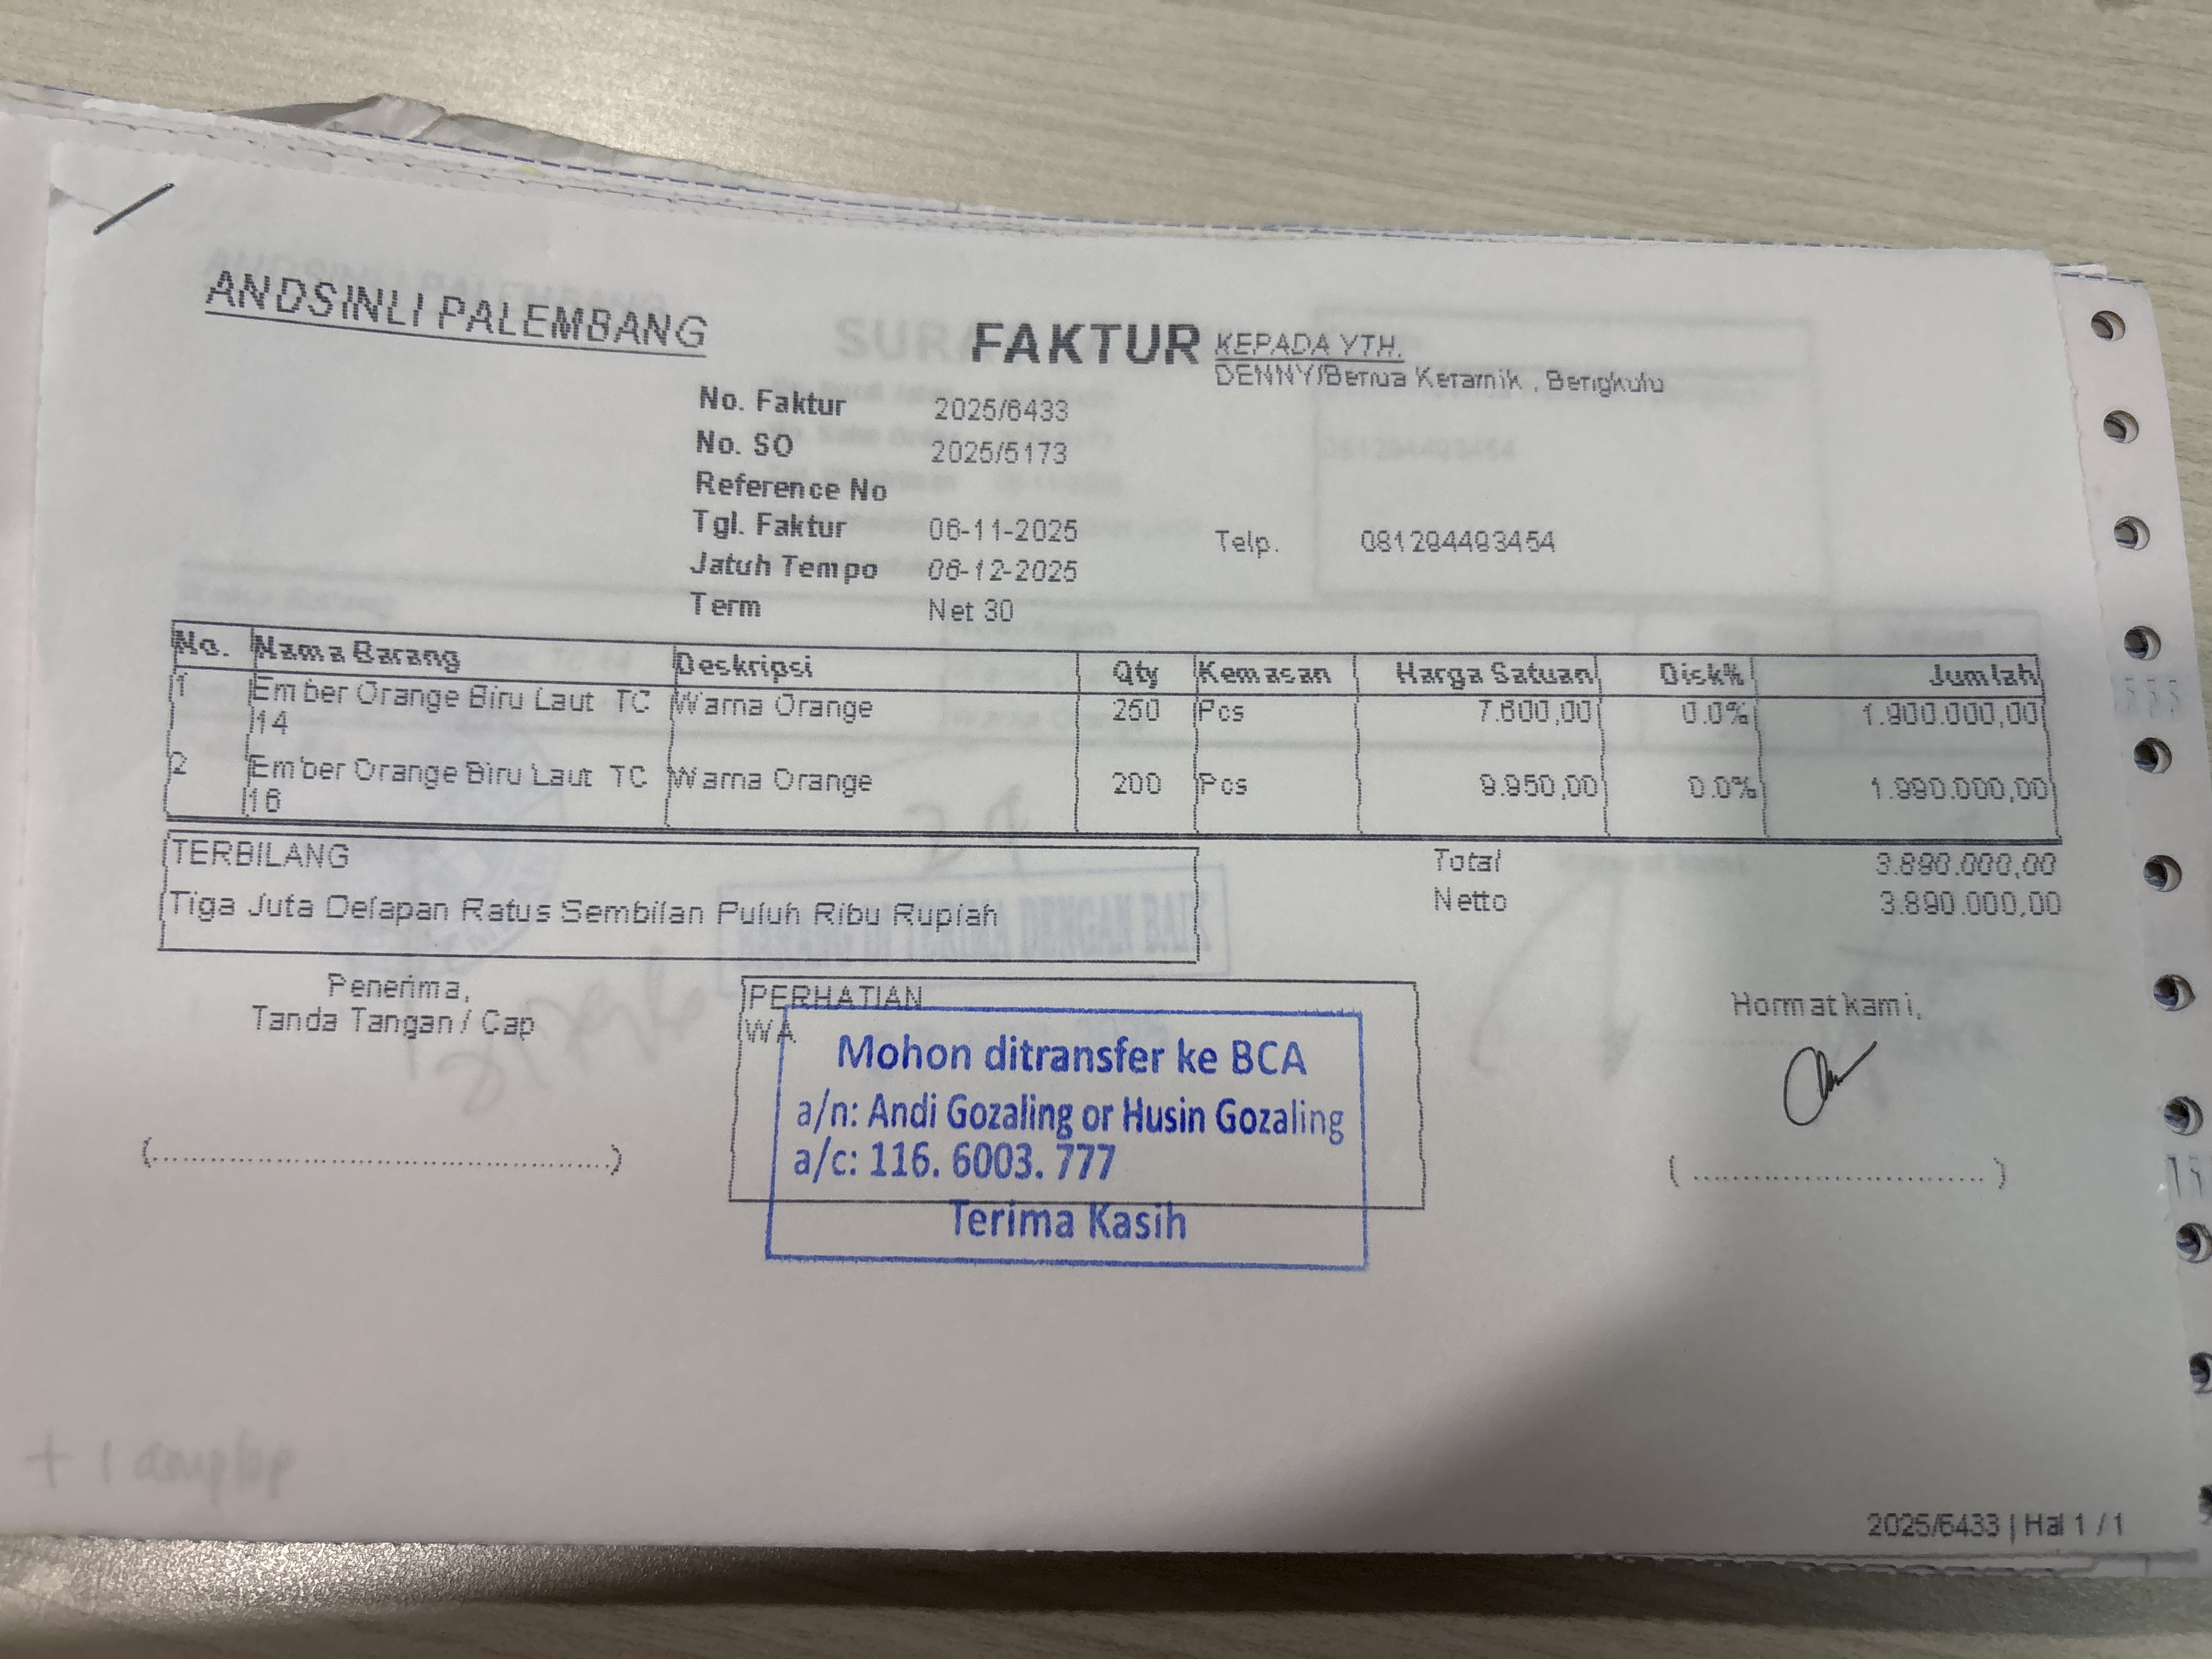 ANDSINLI PALEMBANG
FAKTUR
KEPADA YTH.
DENNY/Benua Keramik , Bengkulu
No. Faktur 2025/6433
No. SO 2025/5173
Reference No
Tgl. Faktur 06-11-2025
Telp. 081294493454
Jatuh Tempo 06-12-2025
Term Net 30
No. Nama Barang Deskripsi Qty Kemasan Harga Satuan Disk% Jumlah
1 Ember Orange Biru Laut TC Warna Orange 250 Pcs 7.600,00 0.0% 1.900.000,00
14
2 Ember Orange Biru Laut TC Warna Orange 200 Pcs 9.950,00 0.0% 1.990.000,00
16
TERBILANG
Tiga Juta Delapan Ratus Sembilan Puluh Ribu Rupiah
Total 3.890.000,00
Netto 3.890.000,00
Penerima,
Tanda Tangan / Cap
(............................................)
PERHATIAN
WA
Mohon ditransfer ke BCA
a/n: Andi Gozaling or Husin Gozaling
a/c: 116. 6003. 777
Terima Kasih
Hormat kami,
(............................)
+ 1 amplop
2025/6433 | Hal 1 / 1